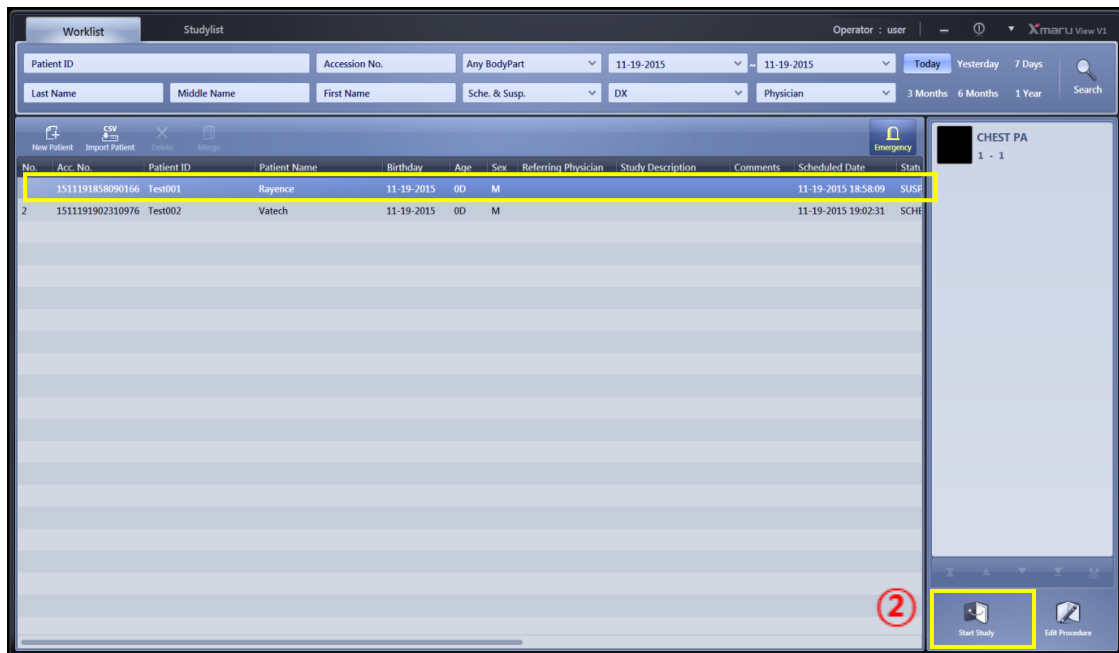 Worklist Studylist Operator : user Xmaru View V1
Patient ID Accession No. Any BodyPart 11-19-2015 ~ 11-19-2015 Today Yesterday 7 Days
Last Name Middle Name First Name Sche. & Susp. DX Physician 3 Months 6 Months 1 Year Search
New Patient Import Patient Delete Merge Emergency
CSV
CHEST PA
1 - 1
No. Acc. No. Patient ID Patient Name Birthday Age Sex Referring Physician Study Description Comments Scheduled Date Statu
1511191858090166 Test001 Rayence 11-19-2015 0D M 11-19-2015 18:58:09 SUSP
2 1511191902310976 Test002 Vatech 11-19-2015 0D M 11-19-2015 19:02:31 SCHE
②
Start Study Edit Procedure